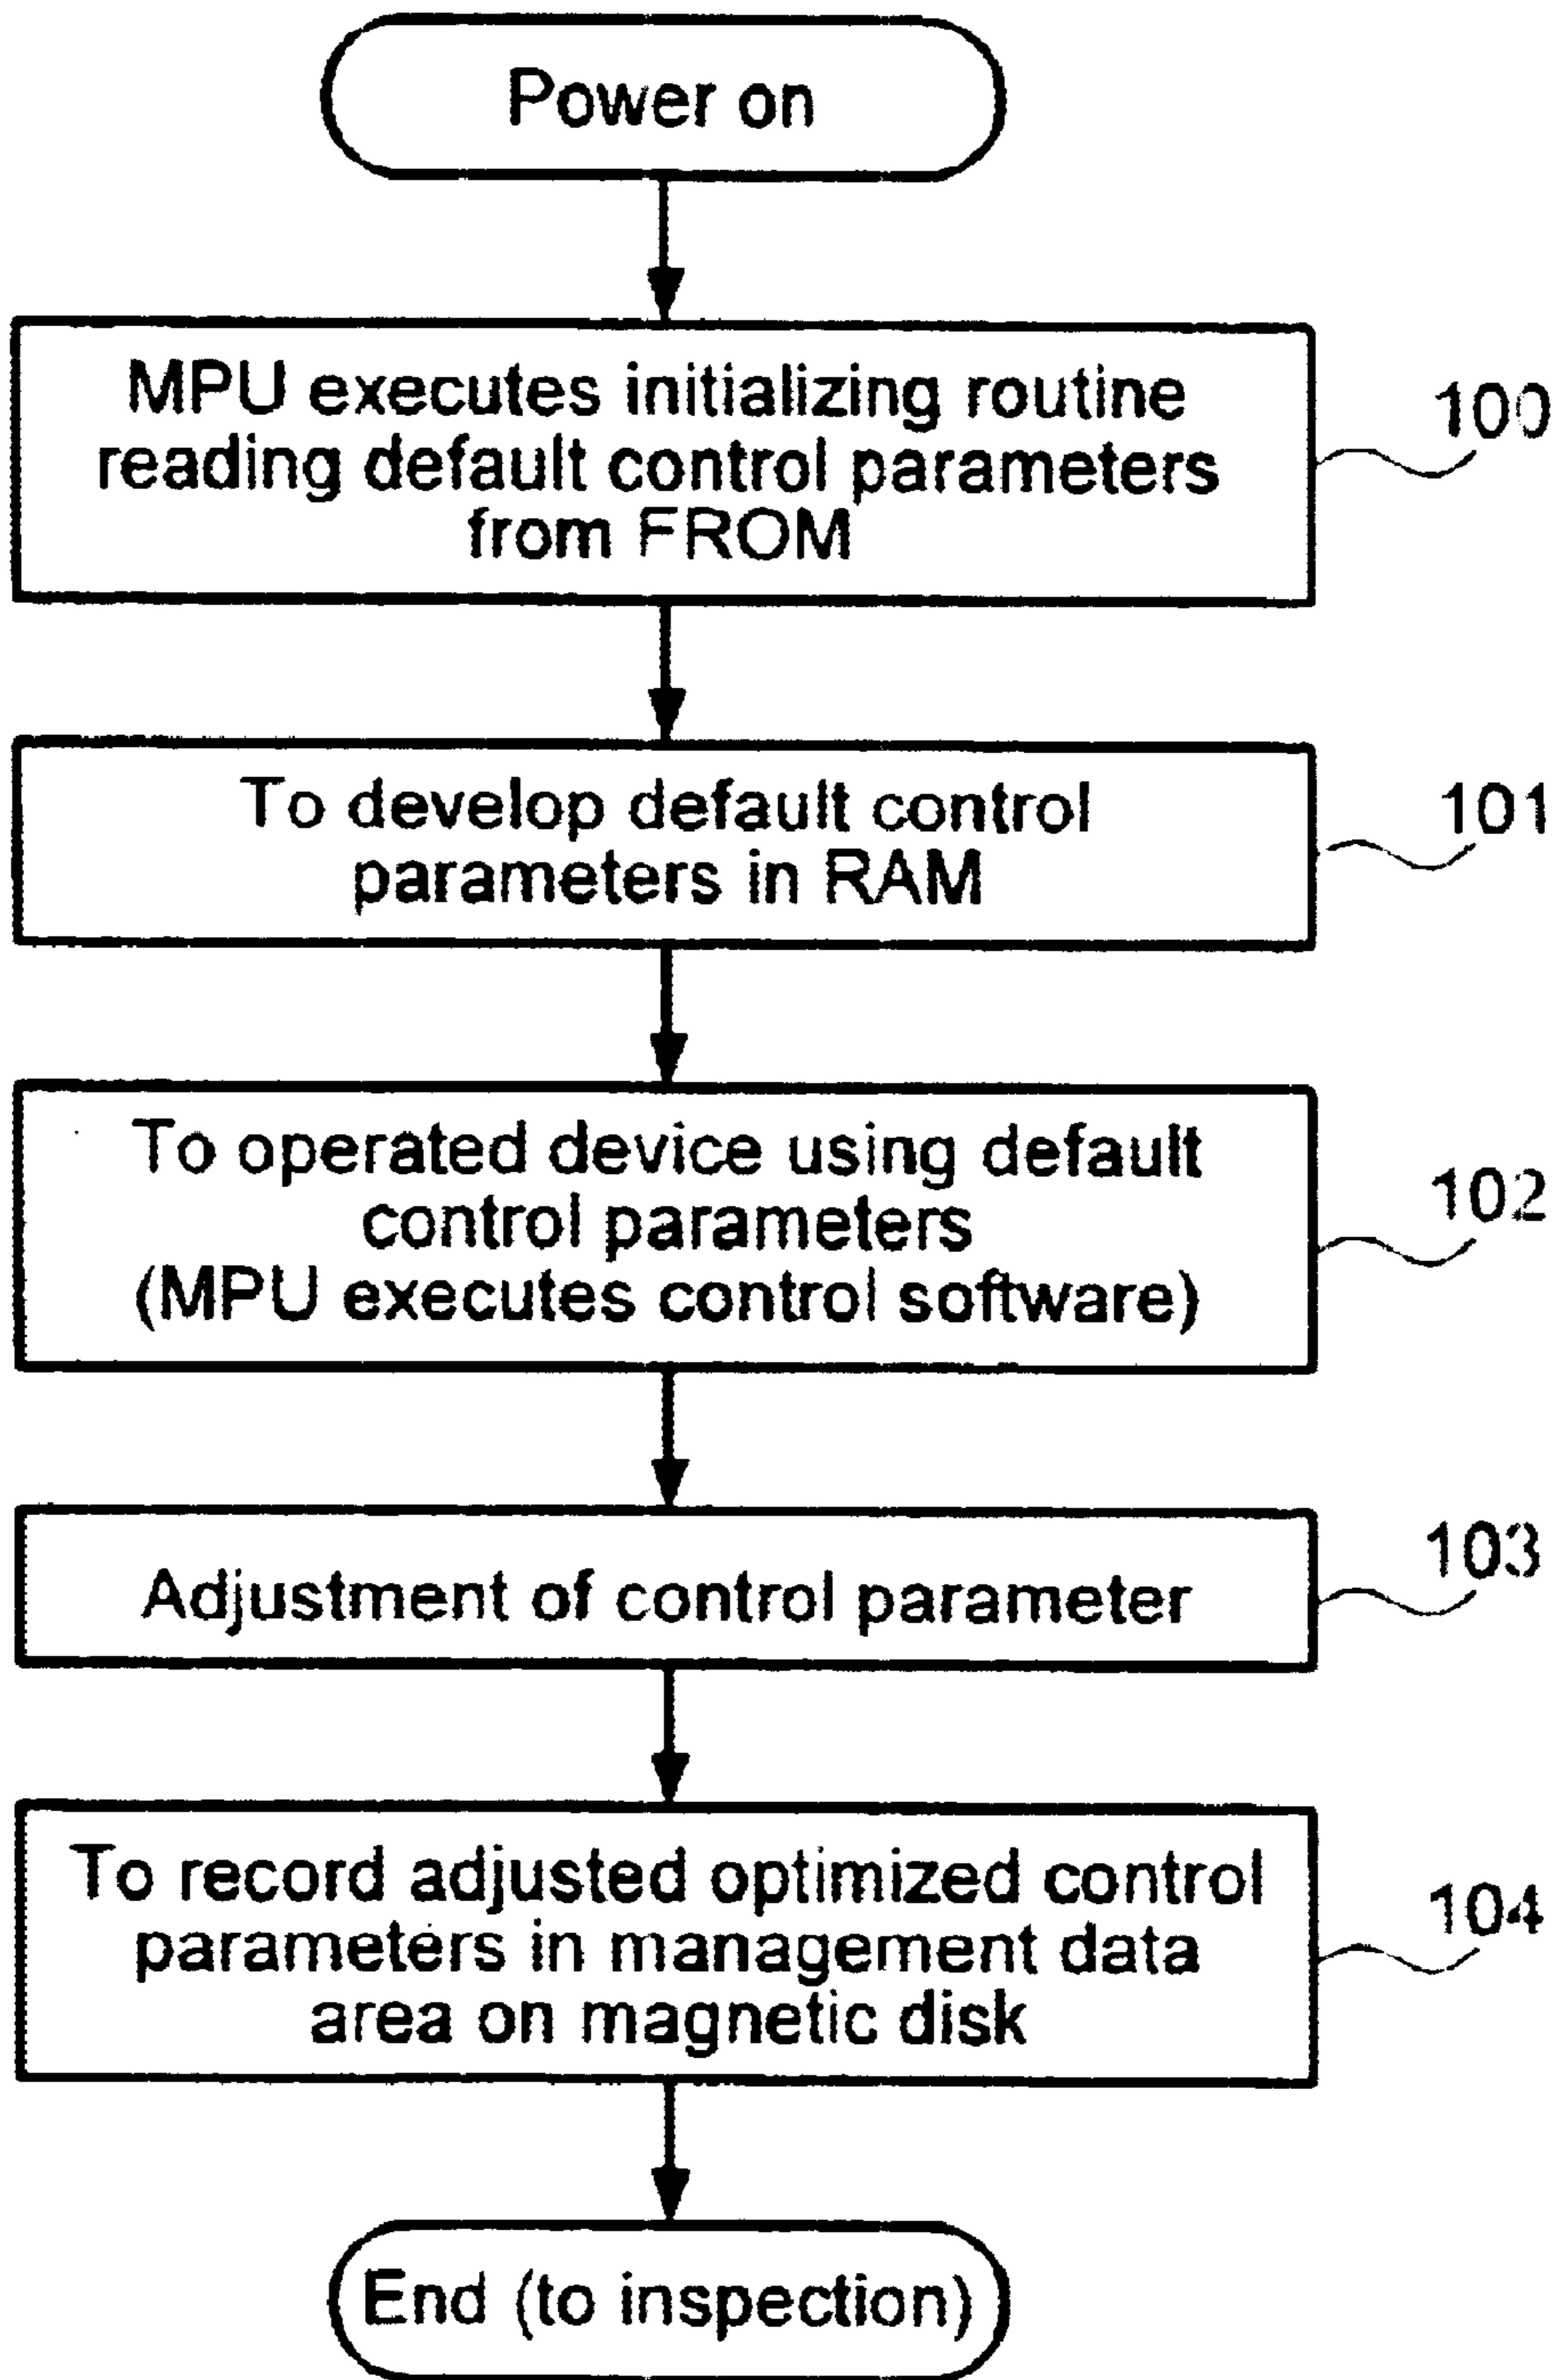 Power on
MPU executes initializing routine
reading default control parameters
from FROM
100
To develop default control
parameters in RAM
101
To operated device using default
control parameters
(MPU executes control software)
102
Adjustment of control parameter
103
To record adjusted optimized control
parameters in management data
area on magnetic disk
104
End (to inspection)